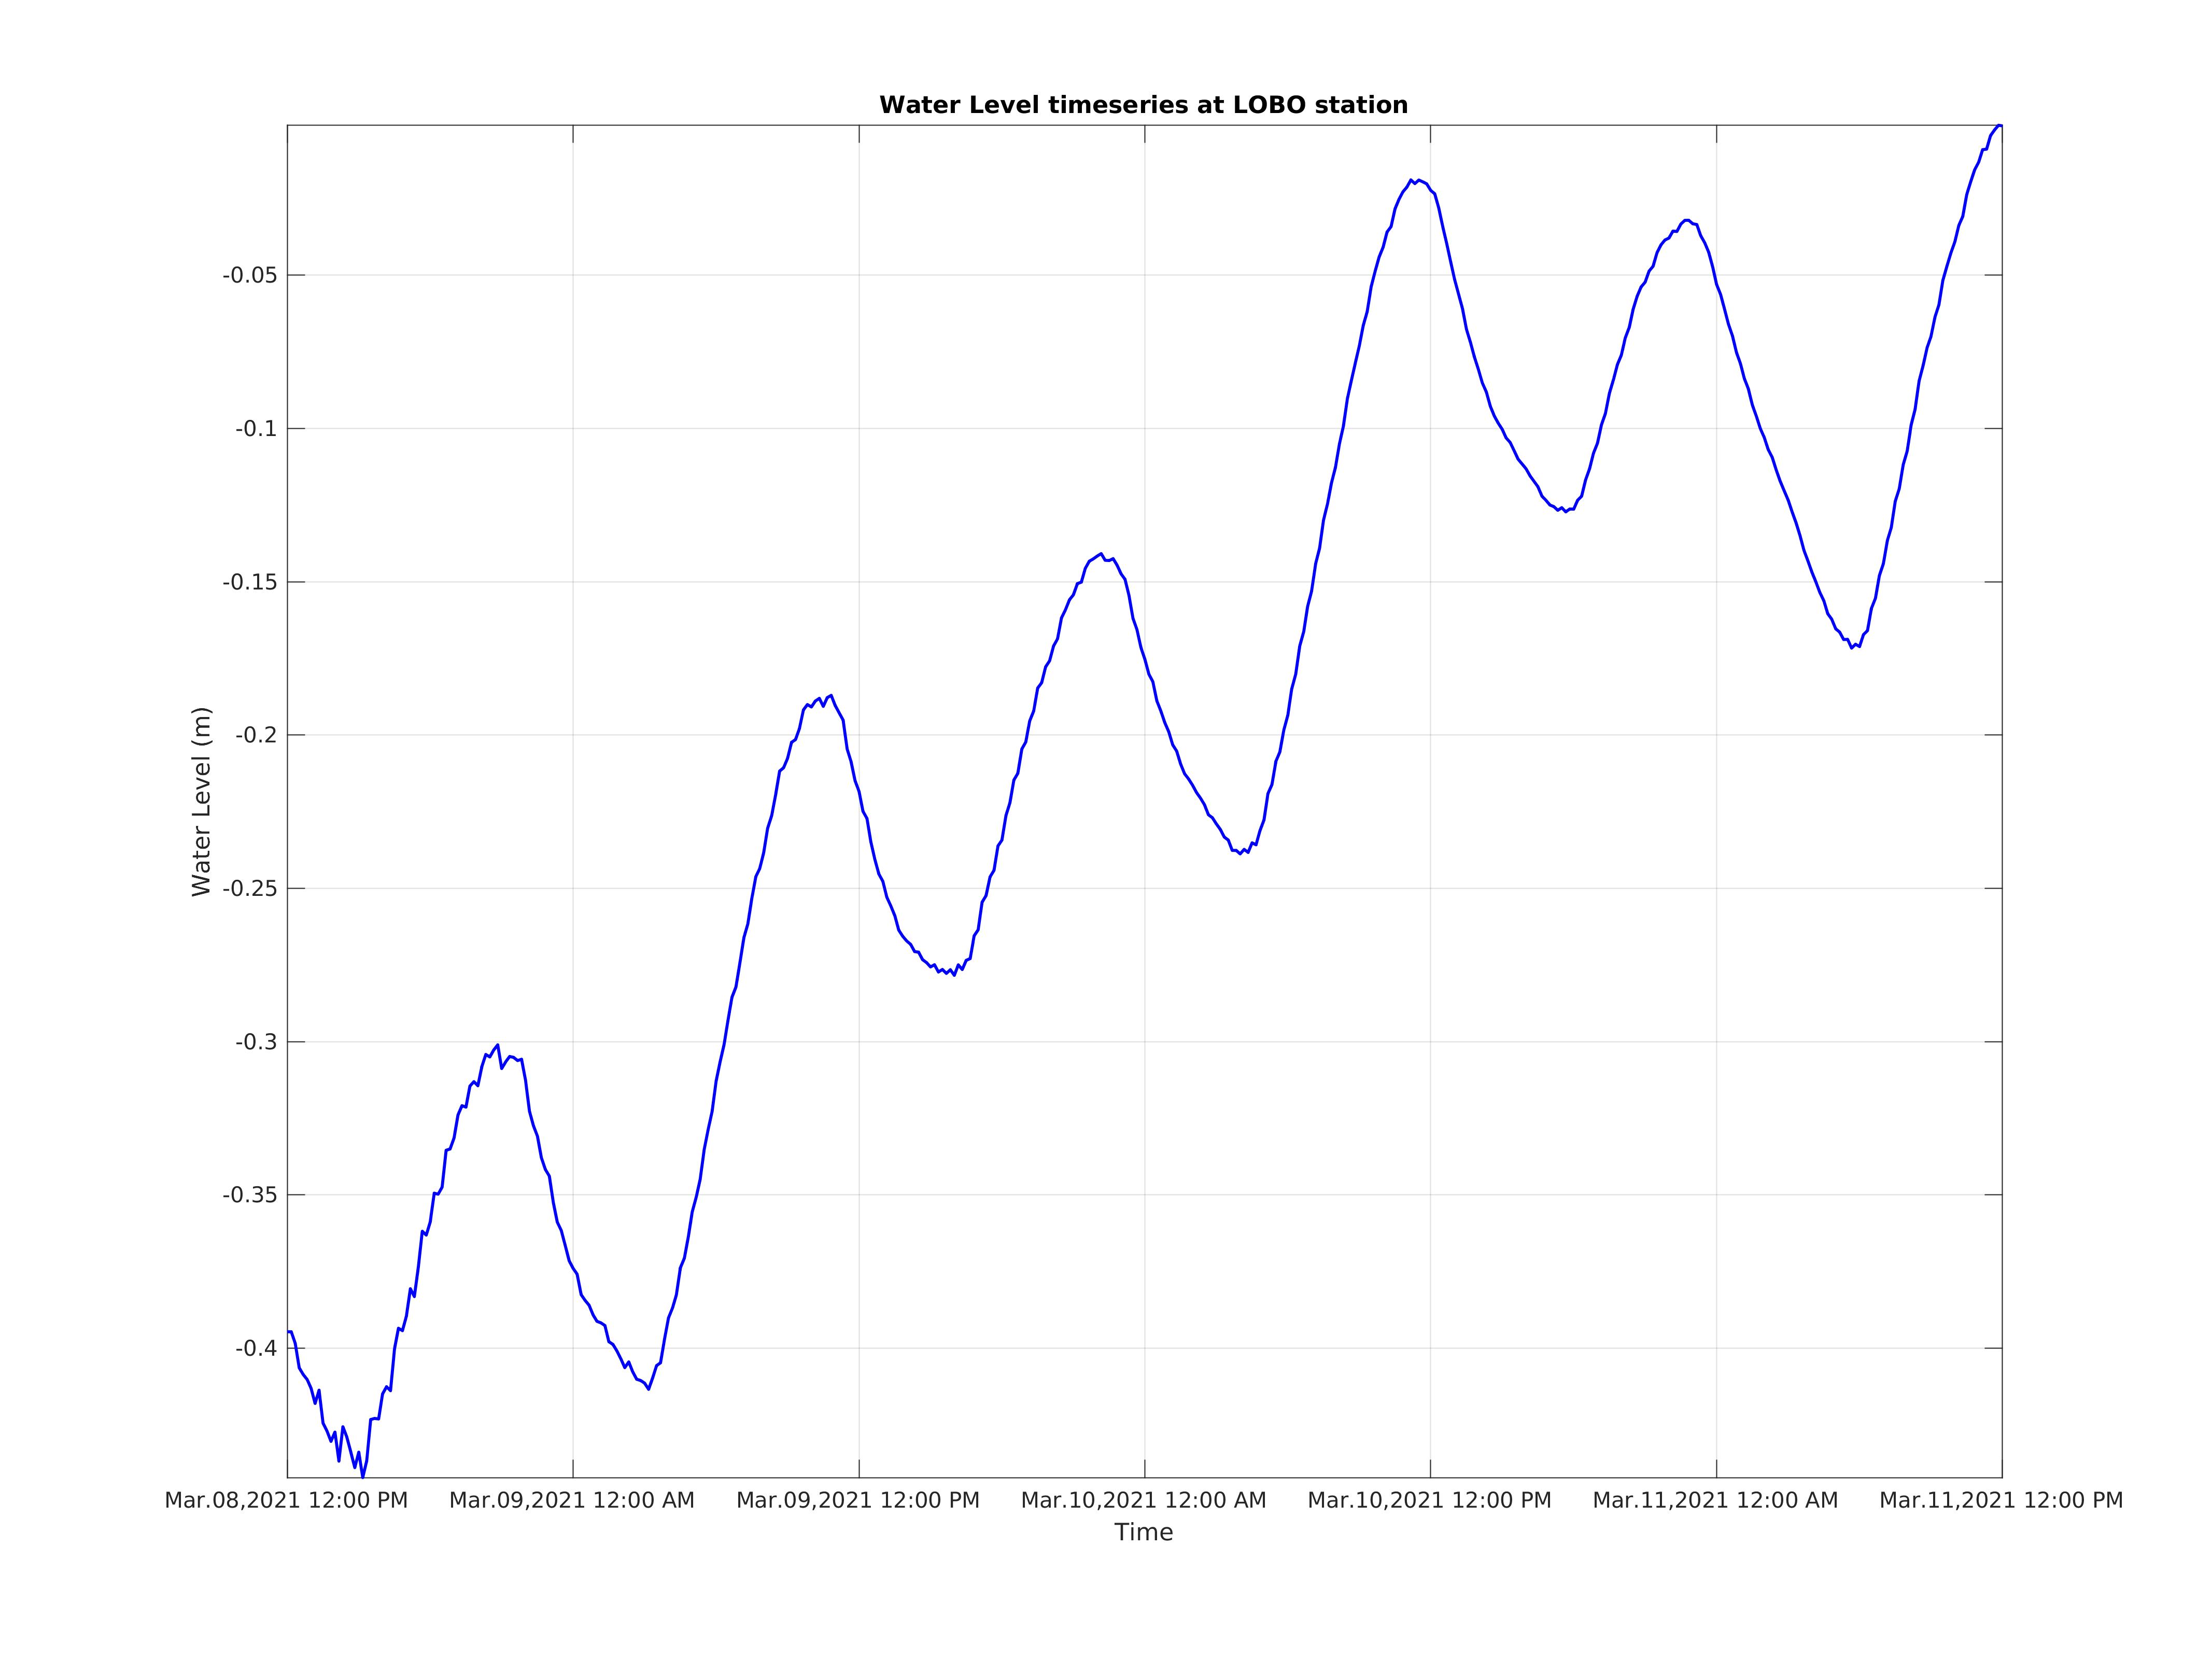 Water Level timeseries at LOBO station
Water Level (m)
-0.05
-0.1
-0.15
-0.2
-0.25
-0.3
-0.35
-0.4
Mar.08,2021 12:00 PM Mar.09,2021 12:00 AM Mar.09,2021 12:00 PM Mar.10,2021 12:00 AM Mar.10,2021 12:00 PM Mar.11,2021 12:00 AM Mar.11,2021 12:00 PM
Time